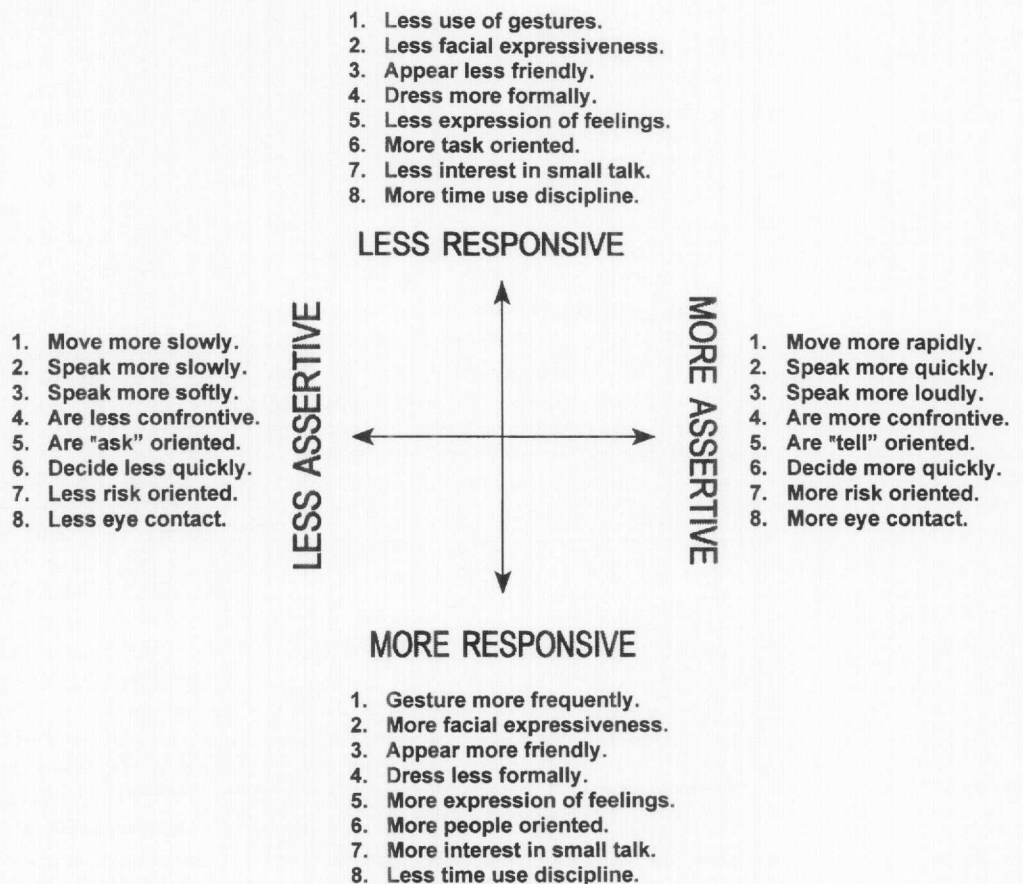 1. Less use of gestures.
2. Less facial expressiveness.
3. Appear less friendly.
4. Dress more formally.
5. Less expression of feelings.
6. More task oriented.
7. Less interest in small talk.
8. More time use discipline.
LESS RESPONSIVE
LESS ASSERTIVE
1. Move more slowly.
2. Speak more slowly.
3. Speak more softly.
4. Are less confrontive.
5. Are "ask" oriented.
6. Decide less quickly.
7. Less risk oriented.
8. Less eye contact.
MORE ASSERTIVE
1. Move more rapidly.
2. Speak more quickly.
3. Speak more loudly.
4. Are more confrontive.
5. Are "tell" oriented.
6. Decide more quickly.
7. More risk oriented.
8. More eye contact.
MORE RESPONSIVE
1. Gesture more frequently.
2. More facial expressiveness.
3. Appear more friendly.
4. Dress less formally.
5. More expression of feelings.
6. More people oriented.
7. More interest in small talk.
8. Less time use discipline.